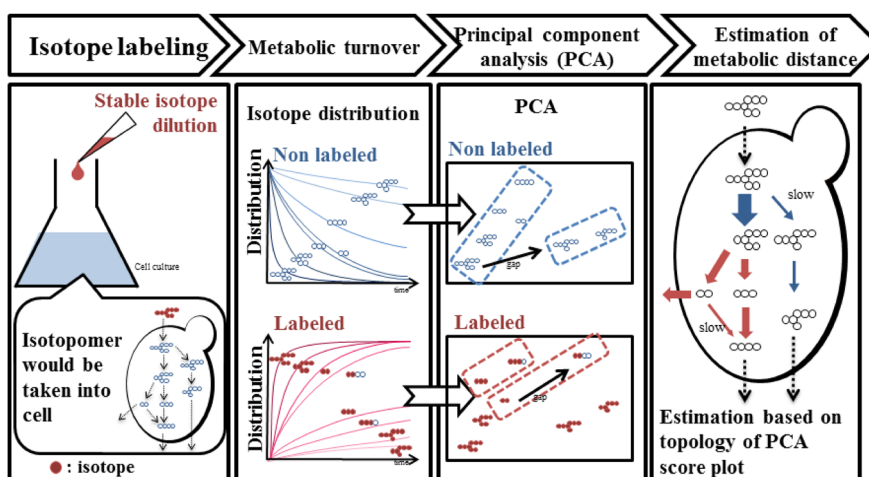 Isotope labeling
Metabolic turnover
Principal component
analysis (PCA)
Estimation of
metabolic distance
Stable isotope
dilution
Cell culture
Isotopomer
would be
taken into
cell
: isotope
Isotope distribution
Non labeled
Distribution
time
Labeled
Distribution
time
PCA
Non labeled
gap
Labeled
gap
slow
slow
Estimation based on
topology of PCA
score plot